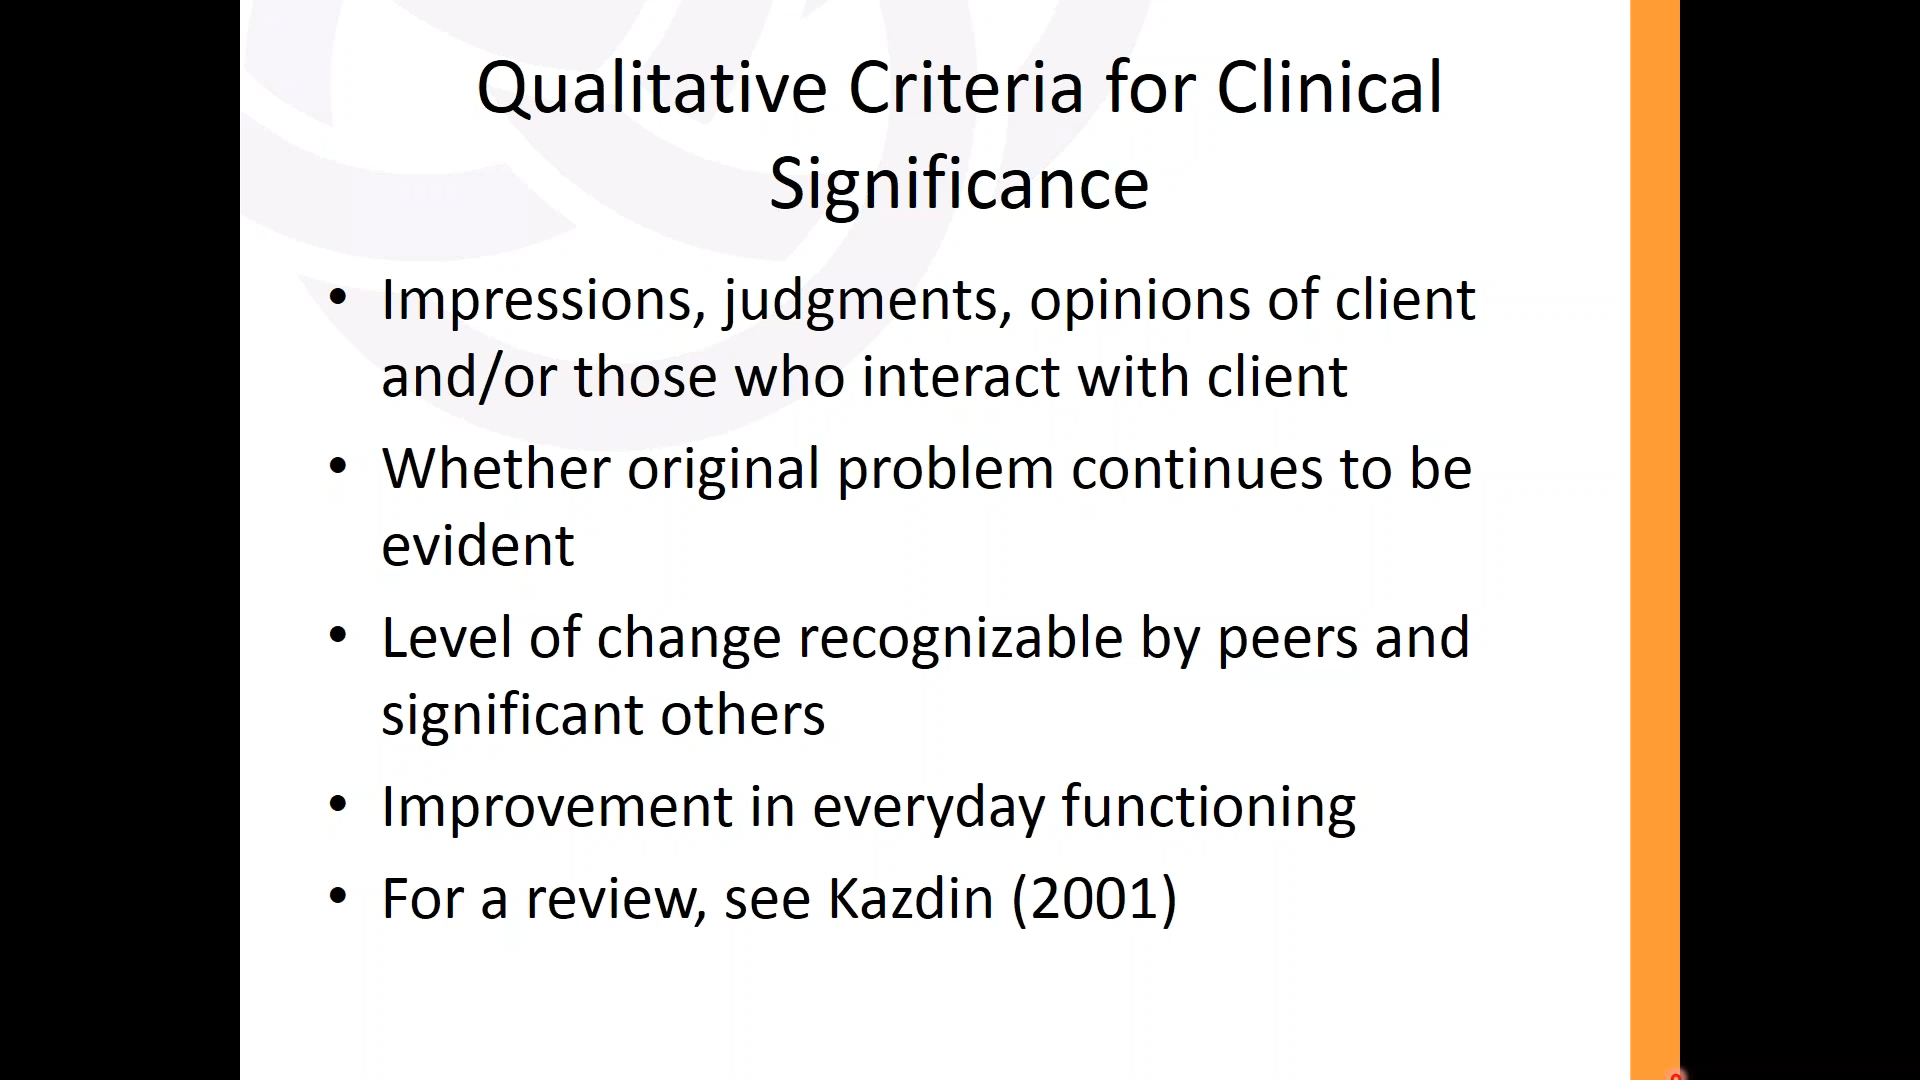 Qualitative Criteria for Clinical
Significance
• Impressions, judgments, opinions of client
and/or those who interact with client
• Whether original problem continues to be
evident
• Level of change recognizable by peers and
significant others
• Improvement in everyday functioning
• For a review, see Kazdin (2001)